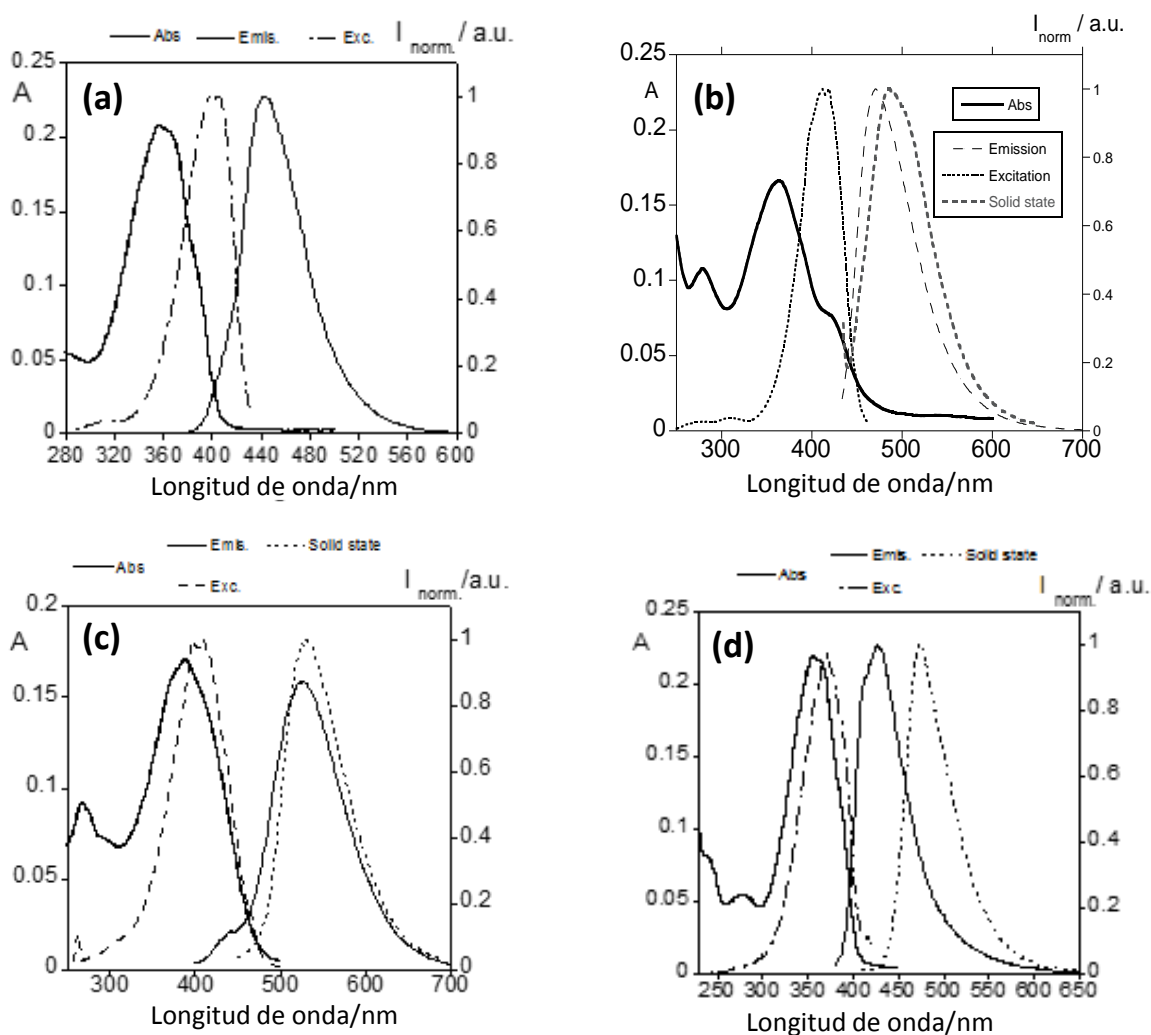 Abs Emis. Exc.
I norm. / a.u.
0.25
A
(a)
0.2
0.15
0.1
0.05
0
1
0.8
0.6
0.4
0.2
0
280 320 360 400 440 480 520 560 600
Longitud de onda/nm
I norm / a.u.
300 400 500 600
0.25
A
(b)
0.20
0.15
0.10
0.05
0
Abs
Emission
Excitation
Solid state
1
0.8
0.6
0.4
0.2
0
300 400 500 600 700
Longitud de onda/nm
Emis. Solid state
Abs
Exc.
I norm. /a.u.
0.2
A
(c)
0.15
0.1
0.05
0
1
0.8
0.6
0.4
0.2
0
300 400 500 600 700
Longitud de onda/nm
Emis. Solid state
Abs
Exc.
I norm. / a.u.
0.25
A
(d)
0.2
0.15
0.1
0.05
0
1
0.8
0.6
0.4
0.2
0
250 300 350 400 450 500 550 600 650
Longitud de onda/nm